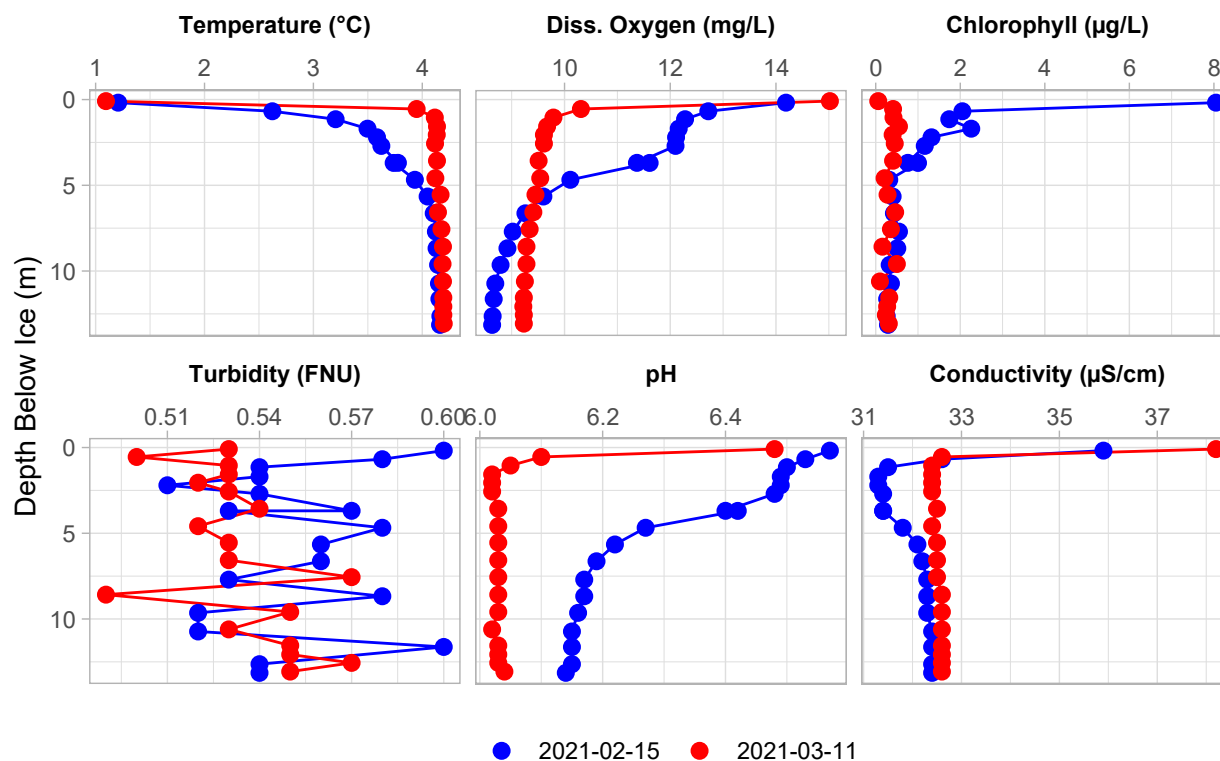 Temperature (°C) Diss. Oxygen (mg/L) Chlorophyll (µg/L)
1 2 3 4 10 12 14 0 2 4 6 8
0
5
10
Depth Below Ice (m)
Turbidity (FNU) pH Conductivity (µS/cm)
0.51 0.54 0.57 0.60 6.0 6.2 6.4 31 33 35 37
0
5
10
2021-02-15 2021-03-11